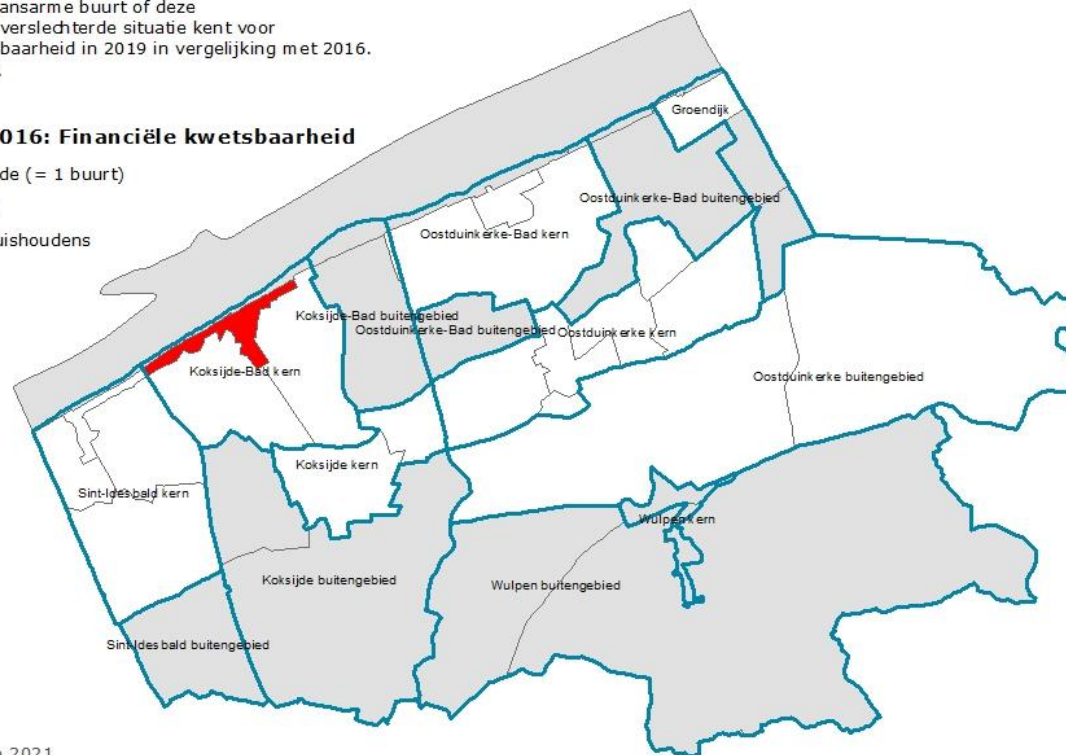 ansarme buurt of deze
verslechterde situatie kent voor
baarheid in 2019 in vergelijking met 2016.
016: Financiële kwetsbaarheid
de (= 1 buurt)
uishoudens
Groendijk
Oostduinkerke-Bad buitengebied
Oostduinkerke-Bad kern
Koksijde-Bad buitengebied
Oostduinkerke-Bad buitengebied
Oostduinkerke kern
Koksijde-Bad kern
Oostduinkerke buitengebied
Koksijde kern
Sint-Idesbald kern
Wulpen kern
Koksijde buitengebied
Wulpen buitengebied
Sint-Idesbald buitengebied
2021